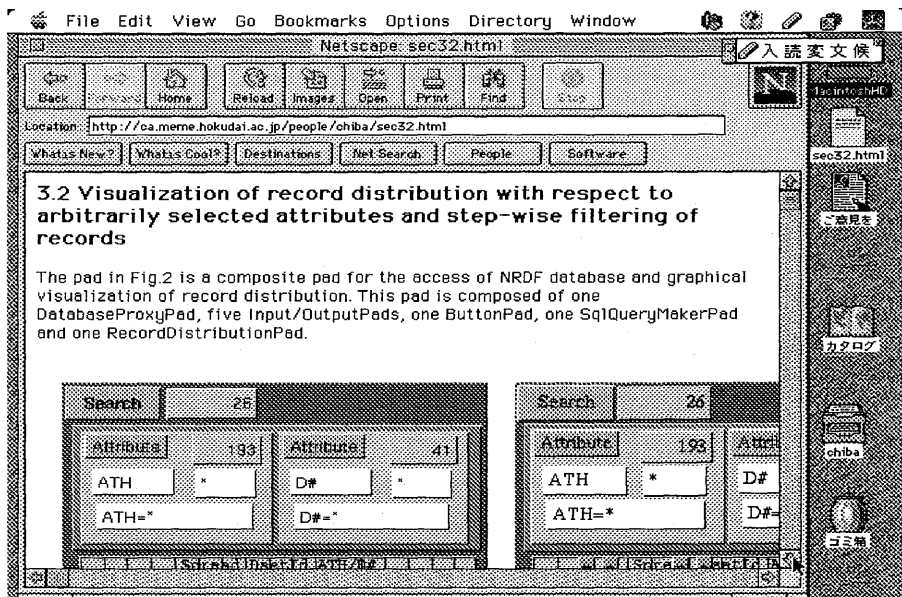 File Edit View Go Bookmarks Options Directory Window
Netscape: sec32.html
入読変文候
Back Forward Home Reload Images Open Print Find Stop
MacintoshHD
Location: http://ca.meme.hokudai.ac.jp/people/chiba/sec32.html
What's New? What's Cool? Destinations Net Search People Software
sec32.html
3.2 Visualization of record distribution with respect to
arbitrarily selected attributes and step-wise filtering of
records
ご意見を
The pad in Fig.2 is a composite pad for the access of NRDF database and graphical
visualization of record distribution. This pad is composed of one
DatabaseProxyPad, five Input/OutputPads, one ButtonPad, one SqlQueryMakerPad
and one RecordDistributionPad.
カタログ
Search 26
Attribute 193 Attribute 41
ATH * D# *
ATH=* D#=*
Search 26
Attribute 193 Attri
ATH * D#
ATH=* D#=
chiba
ゴミ箱